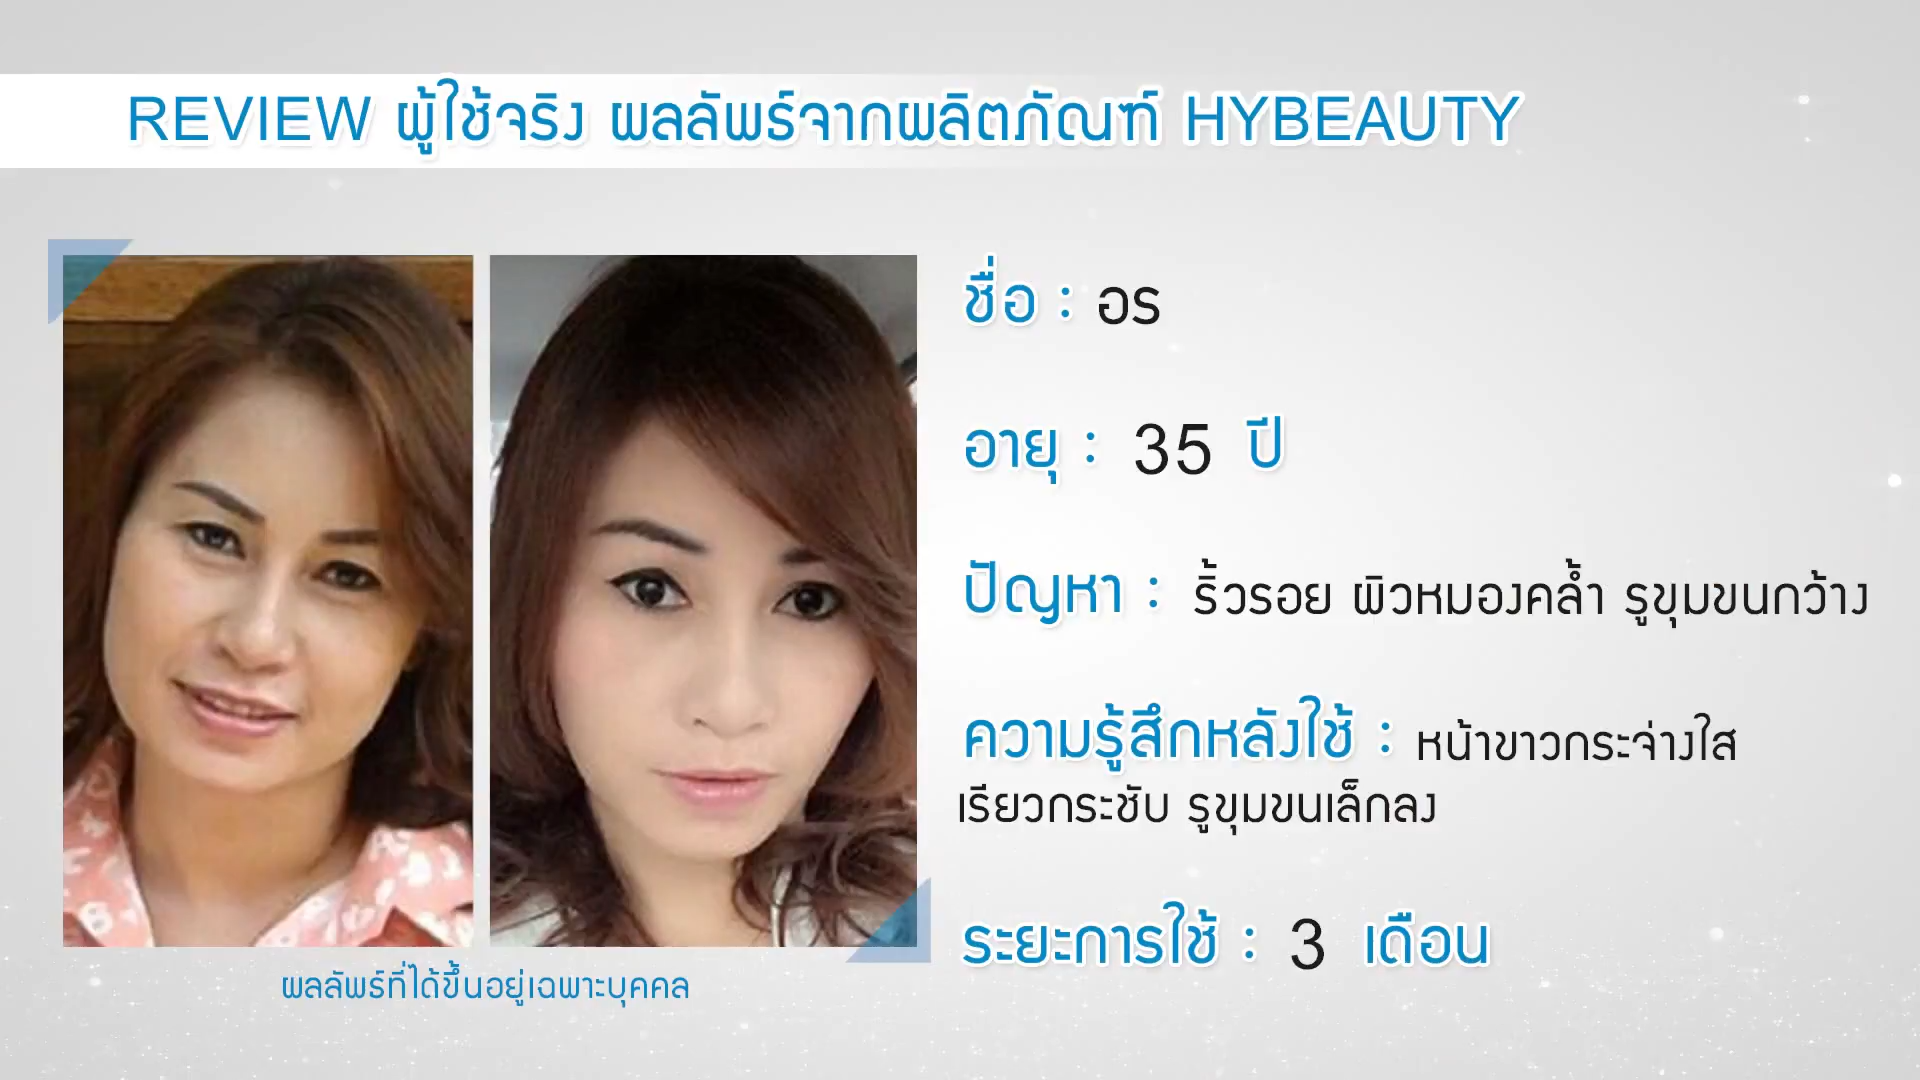 REVIEW ผู้ใช้จริง ผลลัพธ์จากผลิตภัณฑ์ HYBEAUTY
ชื่อ : อร
อายุ : 35 ปี
ปัญหา : ริ้วรอย ผิวหมองคล้ำ รูขุมขนกว้าง
ความรู้สึกหลังใช้ : หน้าขาวกระจ่างใส
เรียวกระชับ รูขุมขนเล็กลง
ระยะการใช้ : 3 เดือน
ผลลัพธ์ที่ได้ขึ้นอยู่เฉพาะบุคคล